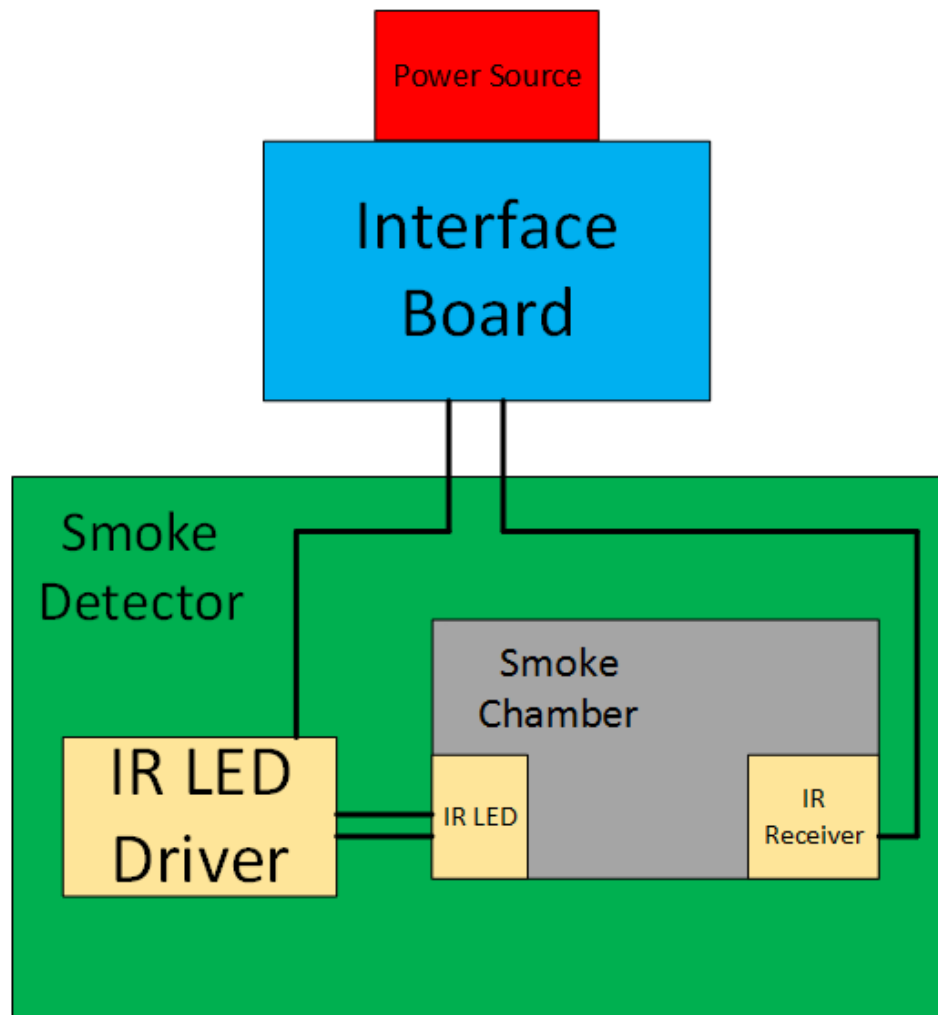 Power Source
Interface
Board
Smoke
Detector
Smoke
Chamber
IR LED
Driver
IR LED
IR
Receiver